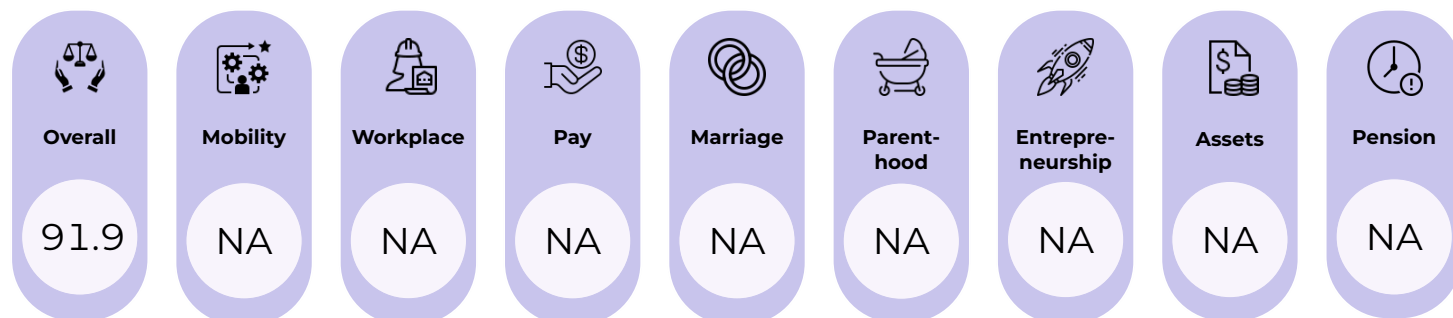 Overall
Mobility
Workplace
Pay
Marriage
Parent-
hood
Entrepre-
neurship
Assets
Pension
91.9
NA
NA
NA
NA
NA
NA
NA
NA